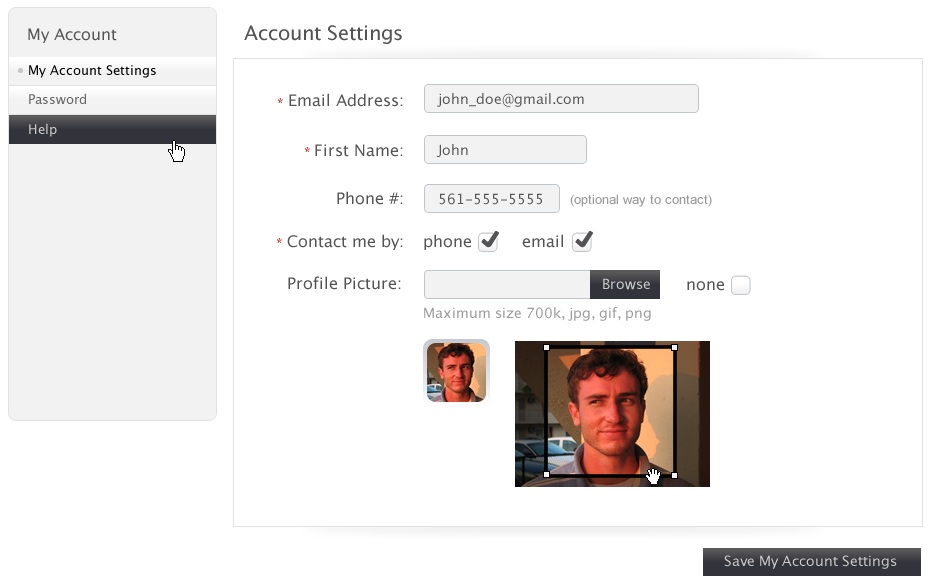 My Account
My Account Settings
Password
Help
Account Settings
* Email Address: john_doe@gmail.com
* First Name: John
Phone #: 561-555-5555 (optional way to contact)
* Contact me by: phone email
Profile Picture: Browse none
Maximum size 700k, jpg, gif, png
Save My Account Settings